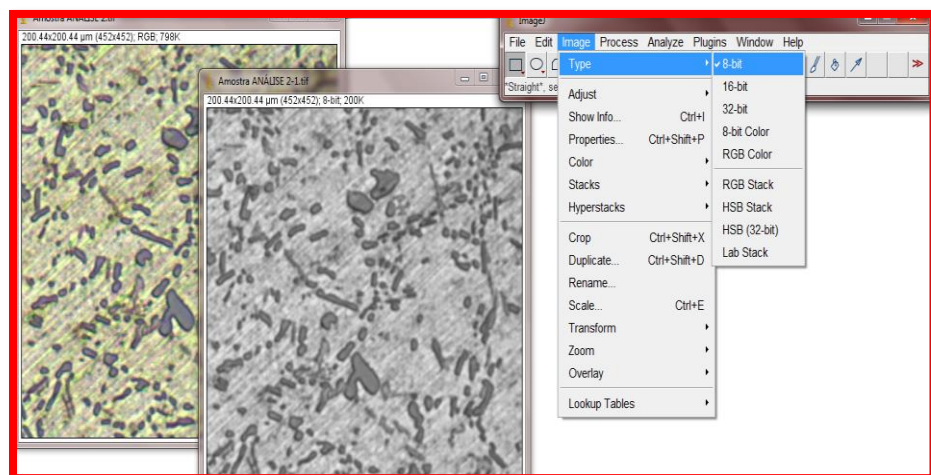 Amostra ANÁLISE 2.tif
200.44x200.44 µm (452x452); RGB; 798K
Amostra ANÁLISE 2-1.tif
200.44x200.44 µm (452x452); 8-bit; 200K
ImageJ
File Edit Image Process Analyze Plugins Window Help
*Straight*, se
Type
Adjust
Show Info... Ctrl+I
Properties... Ctrl+Shift+P
Color
Stacks
Hyperstacks
Crop Ctrl+Shift+X
Duplicate... Ctrl+Shift+D
Rename...
Scale... Ctrl+E
Transform
Zoom
Overlay
Lookup Tables
8-bit
16-bit
32-bit
8-bit Color
RGB Color
RGB Stack
HSB Stack
HSB (32-bit)
Lab Stack